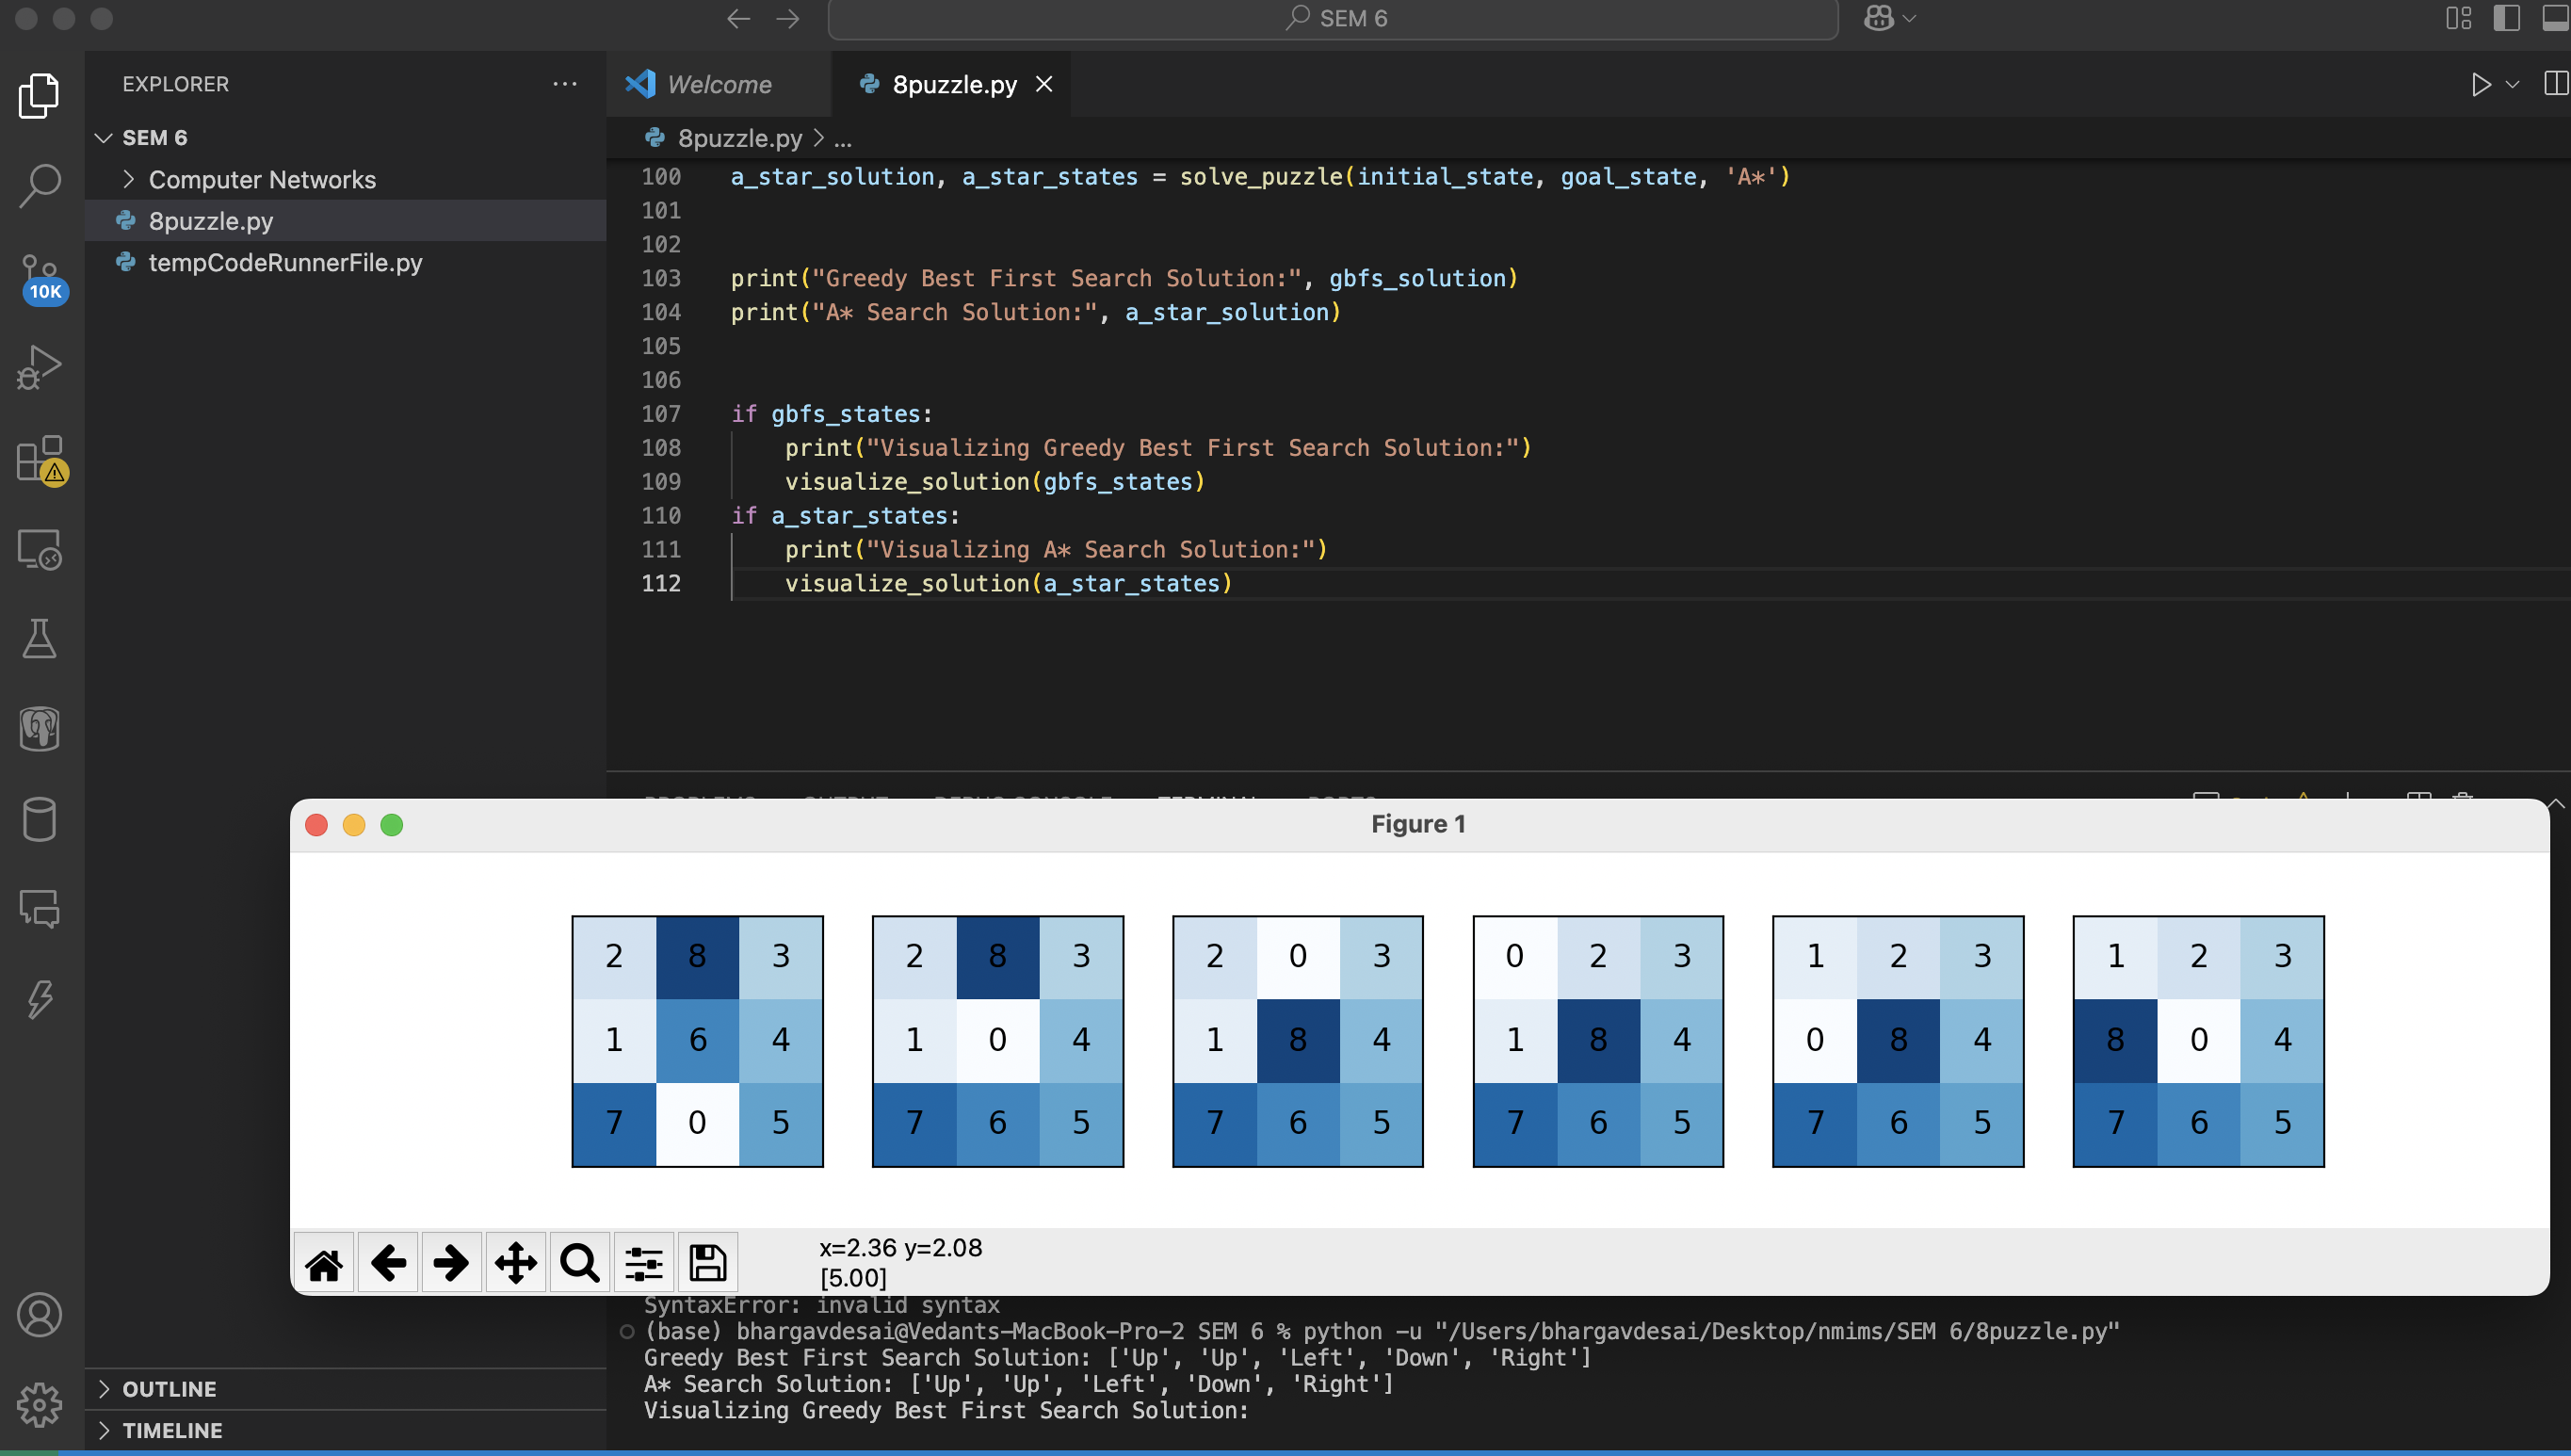 SEM 6
EXPLORER
Welcome
8puzzle.py
SEM 6
8puzzle.py > ...
Computer Networks
8puzzle.py
tempCodeRunnerFile.py
10K
100 a_star_solution, a_star_states = solve_puzzle(initial_state, goal_state, 'A*')
101
102
103 print("Greedy Best First Search Solution:", gbfs_solution)
104 print("A* Search Solution:", a_star_solution)
105
106
107 if gbfs_states:
108 print("Visualizing Greedy Best First Search Solution:")
109 visualize_solution(gbfs_states)
110 if a_star_states:
111 print("Visualizing A* Search Solution:")
112 visualize_solution(a_star_states)
Figure 1
2 8 3 2 8 3 2 0 3 0 2 3 1 2 3 1 2 3
1 6 4 1 0 4 1 8 4 1 8 4 0 8 4 8 0 4
7 0 5 7 6 5 7 6 5 7 6 5 7 6 5 7 6 5
x=2.36 y=2.08
[5.00]
SyntaxError: invalid syntax
(base) bhargavdesai@Vedants-MacBook-Pro-2 SEM 6 % python -u "/Users/bhargavdesai/Desktop/nmims/SEM 6/8puzzle.py"
Greedy Best First Search Solution: ['Up', 'Up', 'Left', 'Down', 'Right']
A* Search Solution: ['Up', 'Up', 'Left', 'Down', 'Right']
Visualizing Greedy Best First Search Solution:
OUTLINE
TIMELINE